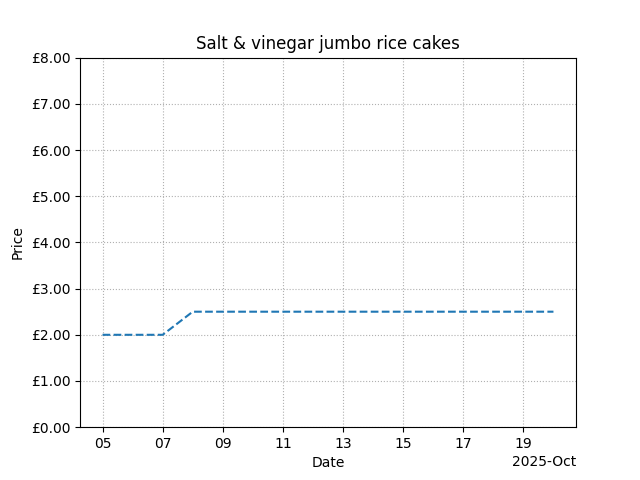 Salt & vinegar jumbo rice cakes
£8.00
£7.00
£6.00
£5.00
£4.00
£3.00
£2.00
£1.00
£0.00
Price
05 07 09 11 13 15 17 19
Date
2025-Oct